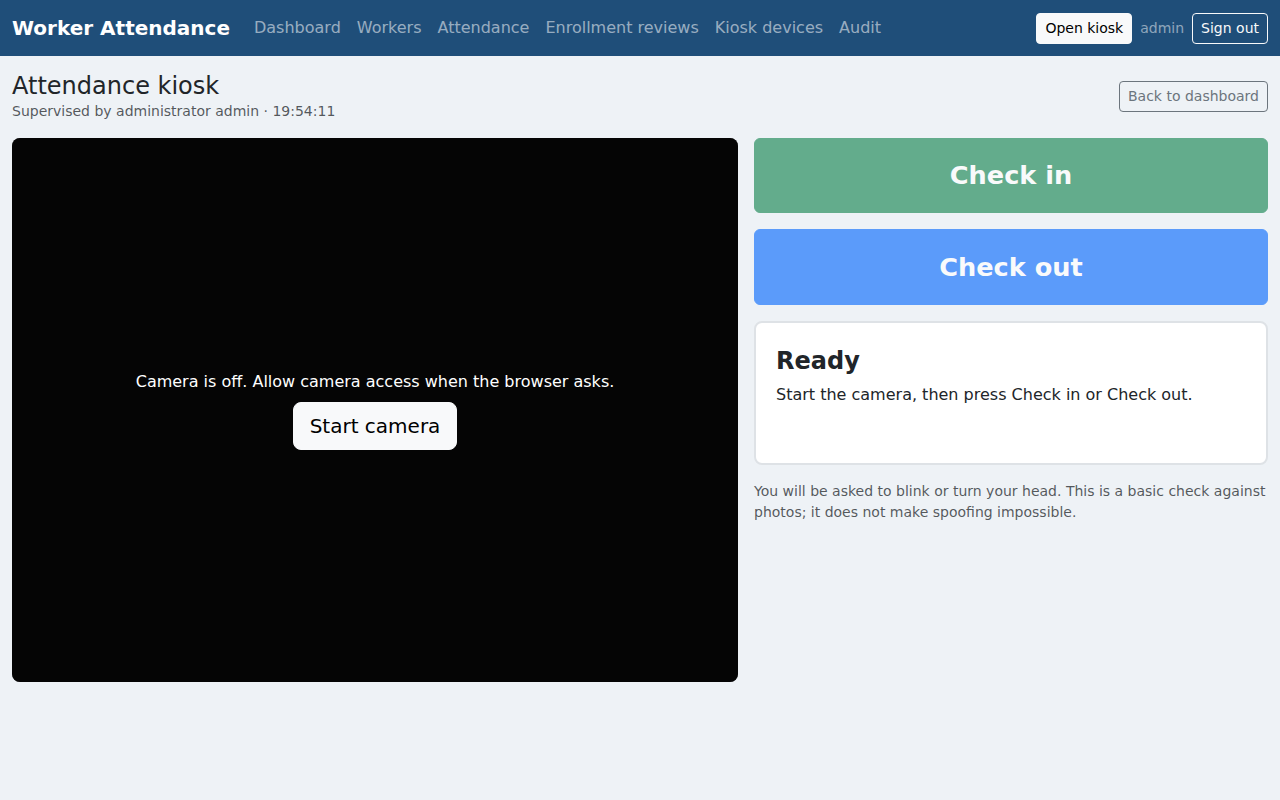 Worker Attendance Dashboard Workers Attendance Enrollment reviews Kiosk devices Audit Open kiosk admin Sign out
Attendance kiosk
Supervised by administrator admin · 19:54:11
Back to dashboard
Camera is off. Allow camera access when the browser asks.
Start camera
Check in
Check out
Ready
Start the camera, then press Check in or Check out.
You will be asked to blink or turn your head. This is a basic check against
photos; it does not make spoofing impossible.